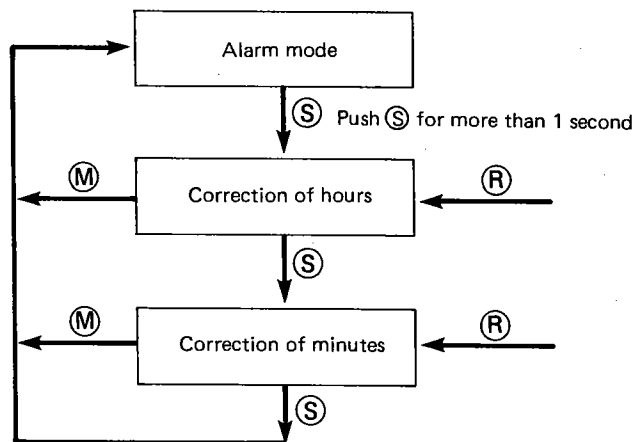 Alarm mode
Ⓢ Push Ⓢ for more than 1 second
Ⓜ Correction of hours Ⓡ
Ⓢ
Ⓜ Correction of minutes Ⓡ
Ⓢ